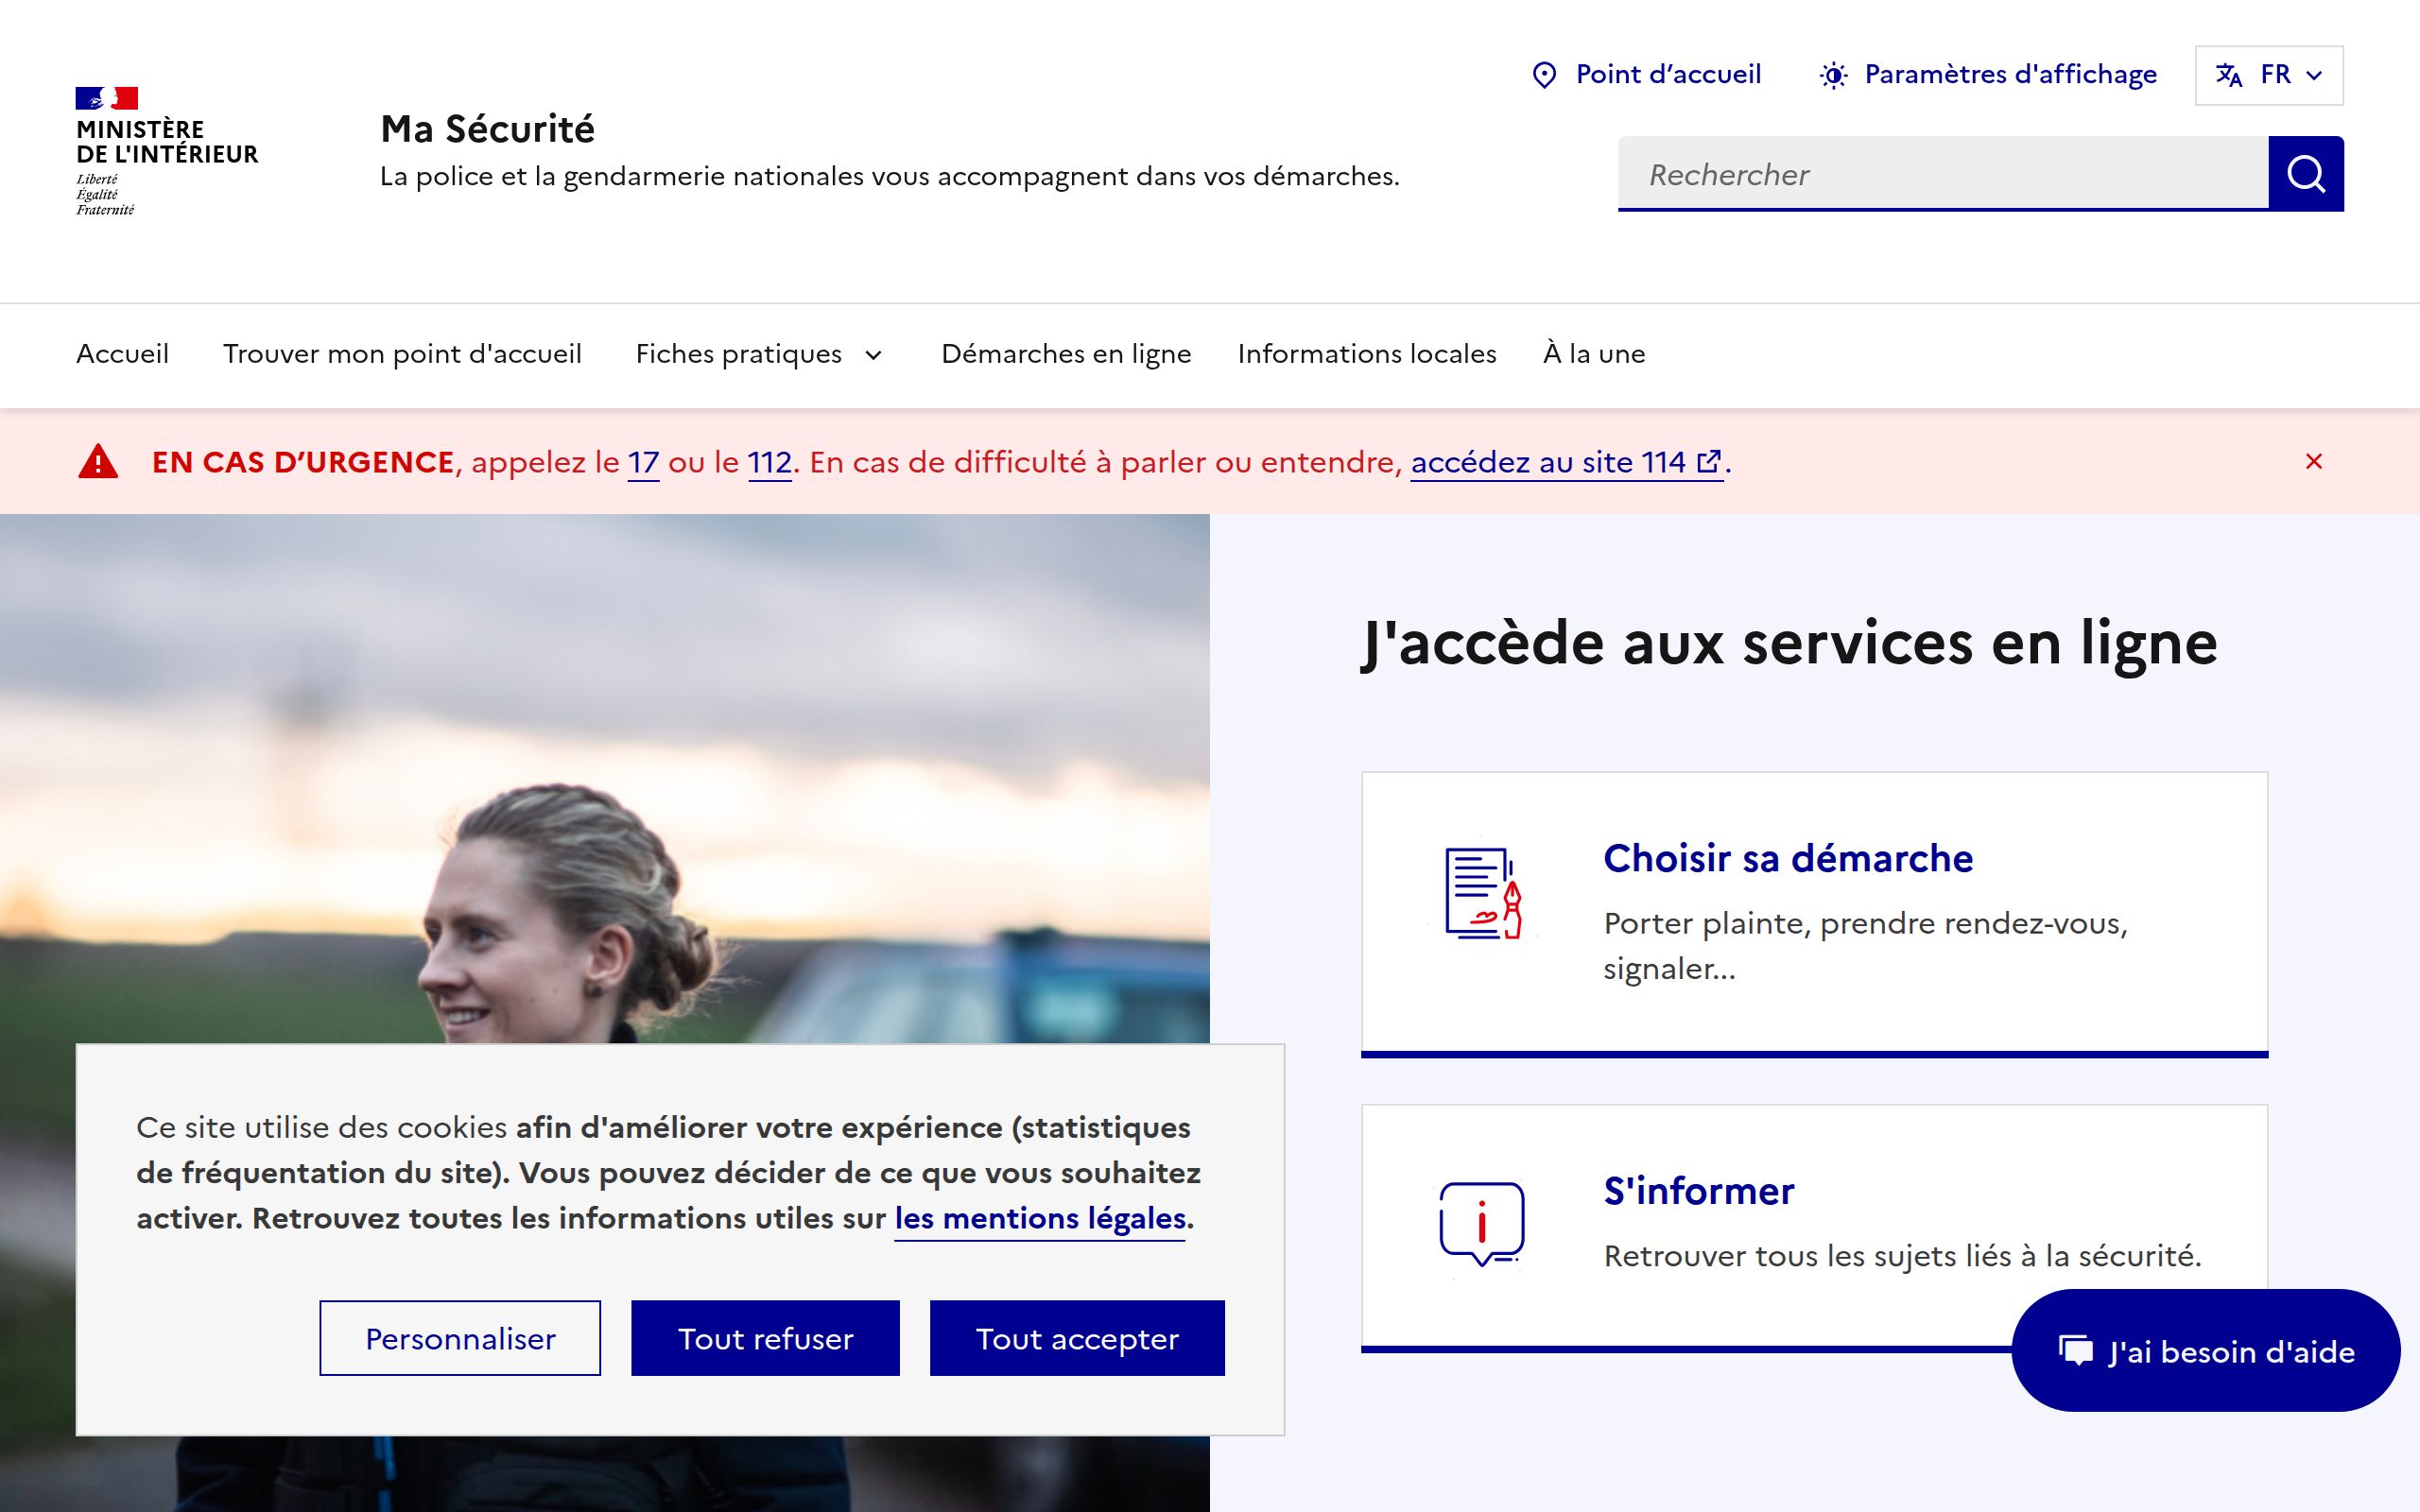 Point d’accueil
Paramètres d'affichage
FR
MINISTÈRE
DE L'INTÉRIEUR
Liberté
Égalité
Fraternité
Ma Sécurité
La police et la gendarmerie nationales vous accompagnent dans vos démarches.
Rechercher
Accueil
Trouver mon point d'accueil
Fiches pratiques
Démarches en ligne
Informations locales
À la une
EN CAS D’URGENCE, appelez le 17 ou le 112. En cas de difficulté à parler ou entendre, accédez au site 114.
J'accède aux services en ligne
Choisir sa démarche
Porter plainte, prendre rendez-vous,
signaler...
S'informer
Retrouver tous les sujets liés à la sécurité.
Ce site utilise des cookies afin d'améliorer votre expérience (statistiques
de fréquentation du site). Vous pouvez décider de ce que vous souhaitez
activer. Retrouvez toutes les informations utiles sur les mentions légales.
Personnaliser
Tout refuser
Tout accepter
J'ai besoin d'aide